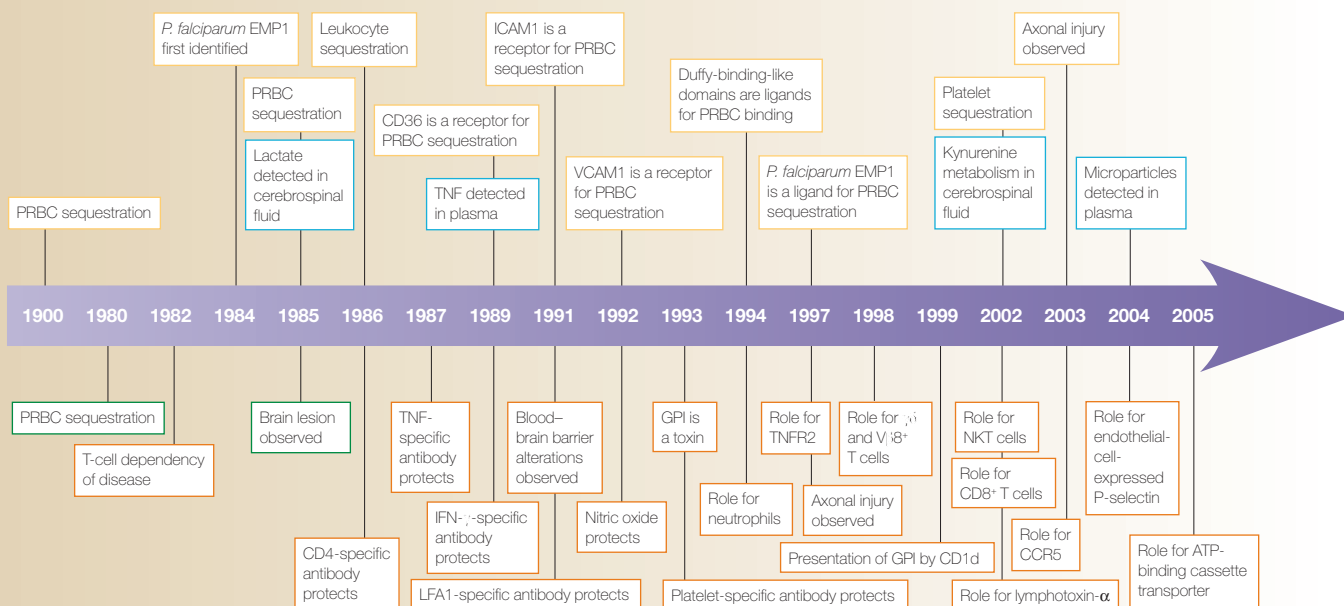 P. falciparum EMP1
first identified
Leukocyte
sequestration
ICAM1 is a
receptor for PRBC
sequestration
Axonal injury
observed
PRBC
sequestration
Duffy-binding-like
domains are ligands
for PRBC binding
Platelet
sequestration
CD36 is a receptor for
PRBC sequestration
Lactate
detected in
cerebrospinal
fluid
Kynurenine
metabolism in
cerebrospinal
fluid
TNF detected
in plasma
VCAM1 is a receptor
for PRBC
sequestration
P. falciparum EMP1
is a ligand for PRBC
sequestration
Microparticles
detected in
plasma
PRBC sequestration
1900 1980 1982 1984 1985 1986 1987 1989 1991 1992 1993 1994 1997 1998 1999 2002 2003 2004 2005
PRBC sequestration
T-cell dependency
of disease
Brain lesion
observed
CD4-specific
antibody
protects
TNF-
specific
antibody
protects
IFN-γ-specific
antibody
protects
Blood–
brain barrier
alterations
observed
LFA1-specific antibody protects
Nitric oxide
protects
GPI is
a toxin
Platelet-specific antibody protects
Role for
neutrophils
Role for
TNFR2
Axonal injury
observed
Role for
and
T cells
Presentation of GPI by CD1d
Role for
NKT cells
Role for
CD8+ T cells
Role for lymphotoxin-α
Role for
CCR5
Role for
endothelial-
cell-
expressed
P-selectin
Role for ATP-
binding cassette
transporter